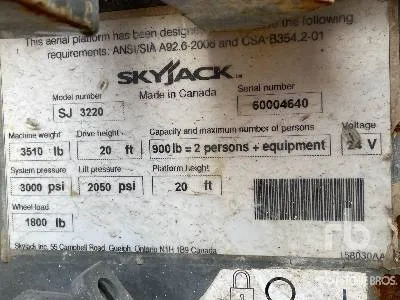 This aerial platform has been designed the following
requirements: ANSI/SIA A92.6-2006 and CSA-B354.2-01
SKYJACK
Made in Canada
Model number
SJ 3220
Serial number
60004640
Machine weight
3510 lb
Drive height
20 ft
Capacity and maximum number of persons
900 lb = 2 persons + equipment
Voltage
24 V
System pressure
3000 psi
Lift pressure
2050 psi
Platform height
20 ft
Wheel load
1800 lb
Skyjack Inc. 55 Campbell Road, Guelph, Ontario N1H 1B9 Canada
158030AA
rb
BROS.